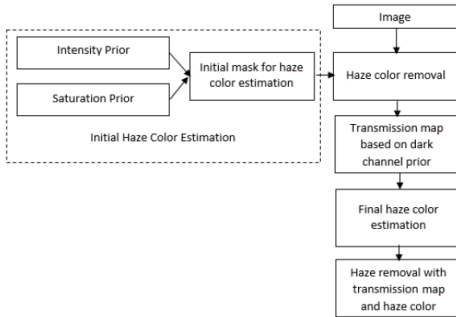 Image
Intensity Prior
Initial mask for haze
color estimation
Haze color removal
Saturation Prior
Initial Haze Color Estimation
Transmission map
based on dark
channel prior
Final haze color
estimation
Haze removal with
transmission map
and haze color